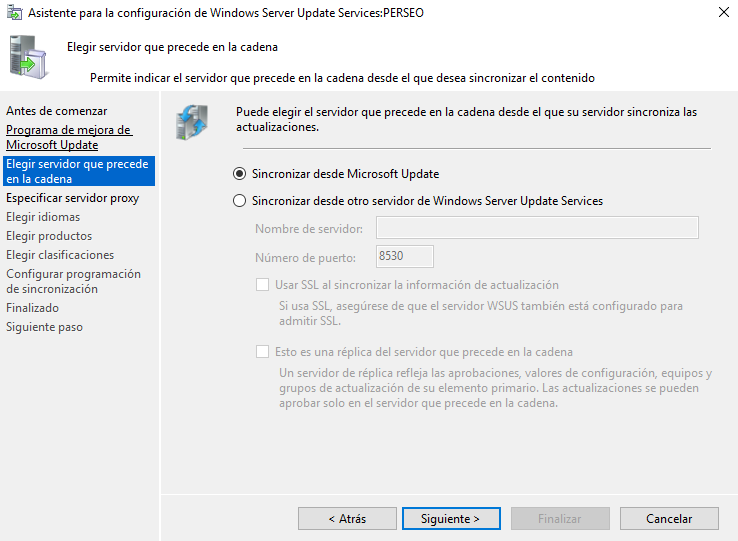 Asistente para la configuración de Windows Server Update Services:PERSEO
Elegir servidor que precede en la cadena
Permite indicar el servidor que precede en la cadena desde el que desea sincronizar el contenido
Antes de comenzar
Programa de mejora de
Microsoft Update
Elegir servidor que precede
en la cadena
Especificar servidor proxy
Elegir idiomas
Elegir productos
Elegir clasificaciones
Configurar programación
de sincronización
Finalizado
Siguiente paso
Puede elegir el servidor que precede en la cadena desde el que su servidor sincroniza las
actualizaciones.
Sincronizar desde Microsoft Update
Sincronizar desde otro servidor de Windows Server Update Services
Nombre de servidor:
Número de puerto:
8530
Usar SSL al sincronizar la información de actualización
Si usa SSL, asegúrese de que el servidor WSUS también está configurado para
admitir SSL.
Esto es una réplica del servidor que precede en la cadena
Un servidor de réplica refleja las aprobaciones, valores de configuración, equipos y
grupos de actualización de su elemento primario. Las actualizaciones se pueden
aprobar solo en el servidor que precede en la cadena.
< Atrás
Siguiente >
Finalizar
Cancelar